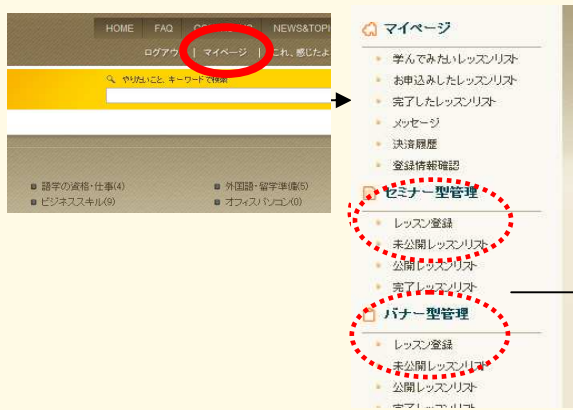 HOME FAQ NEWS&TOPI
ログアウ | マイページ | これ、感じたよ
やりたいこと、キーワードで検索
語学の資格・仕事(4)
外国語・留学準備(5)
ビジネススキル(9)
オフィスパソコン(0)
マイページ
学んでみたいレッスンリスト
お申込みしたレッスンリスト
完了したレッスンリスト
メッセージ
決済履歴
登録情報確認
セミナー型管理
レッスン登録
未公開レッスンリスト
公開レッスンリスト
完了レッスンリスト
バナー型管理
レッスン登録
未公開レッスンリスト
公開レッスンリスト
完了レッスンリスト